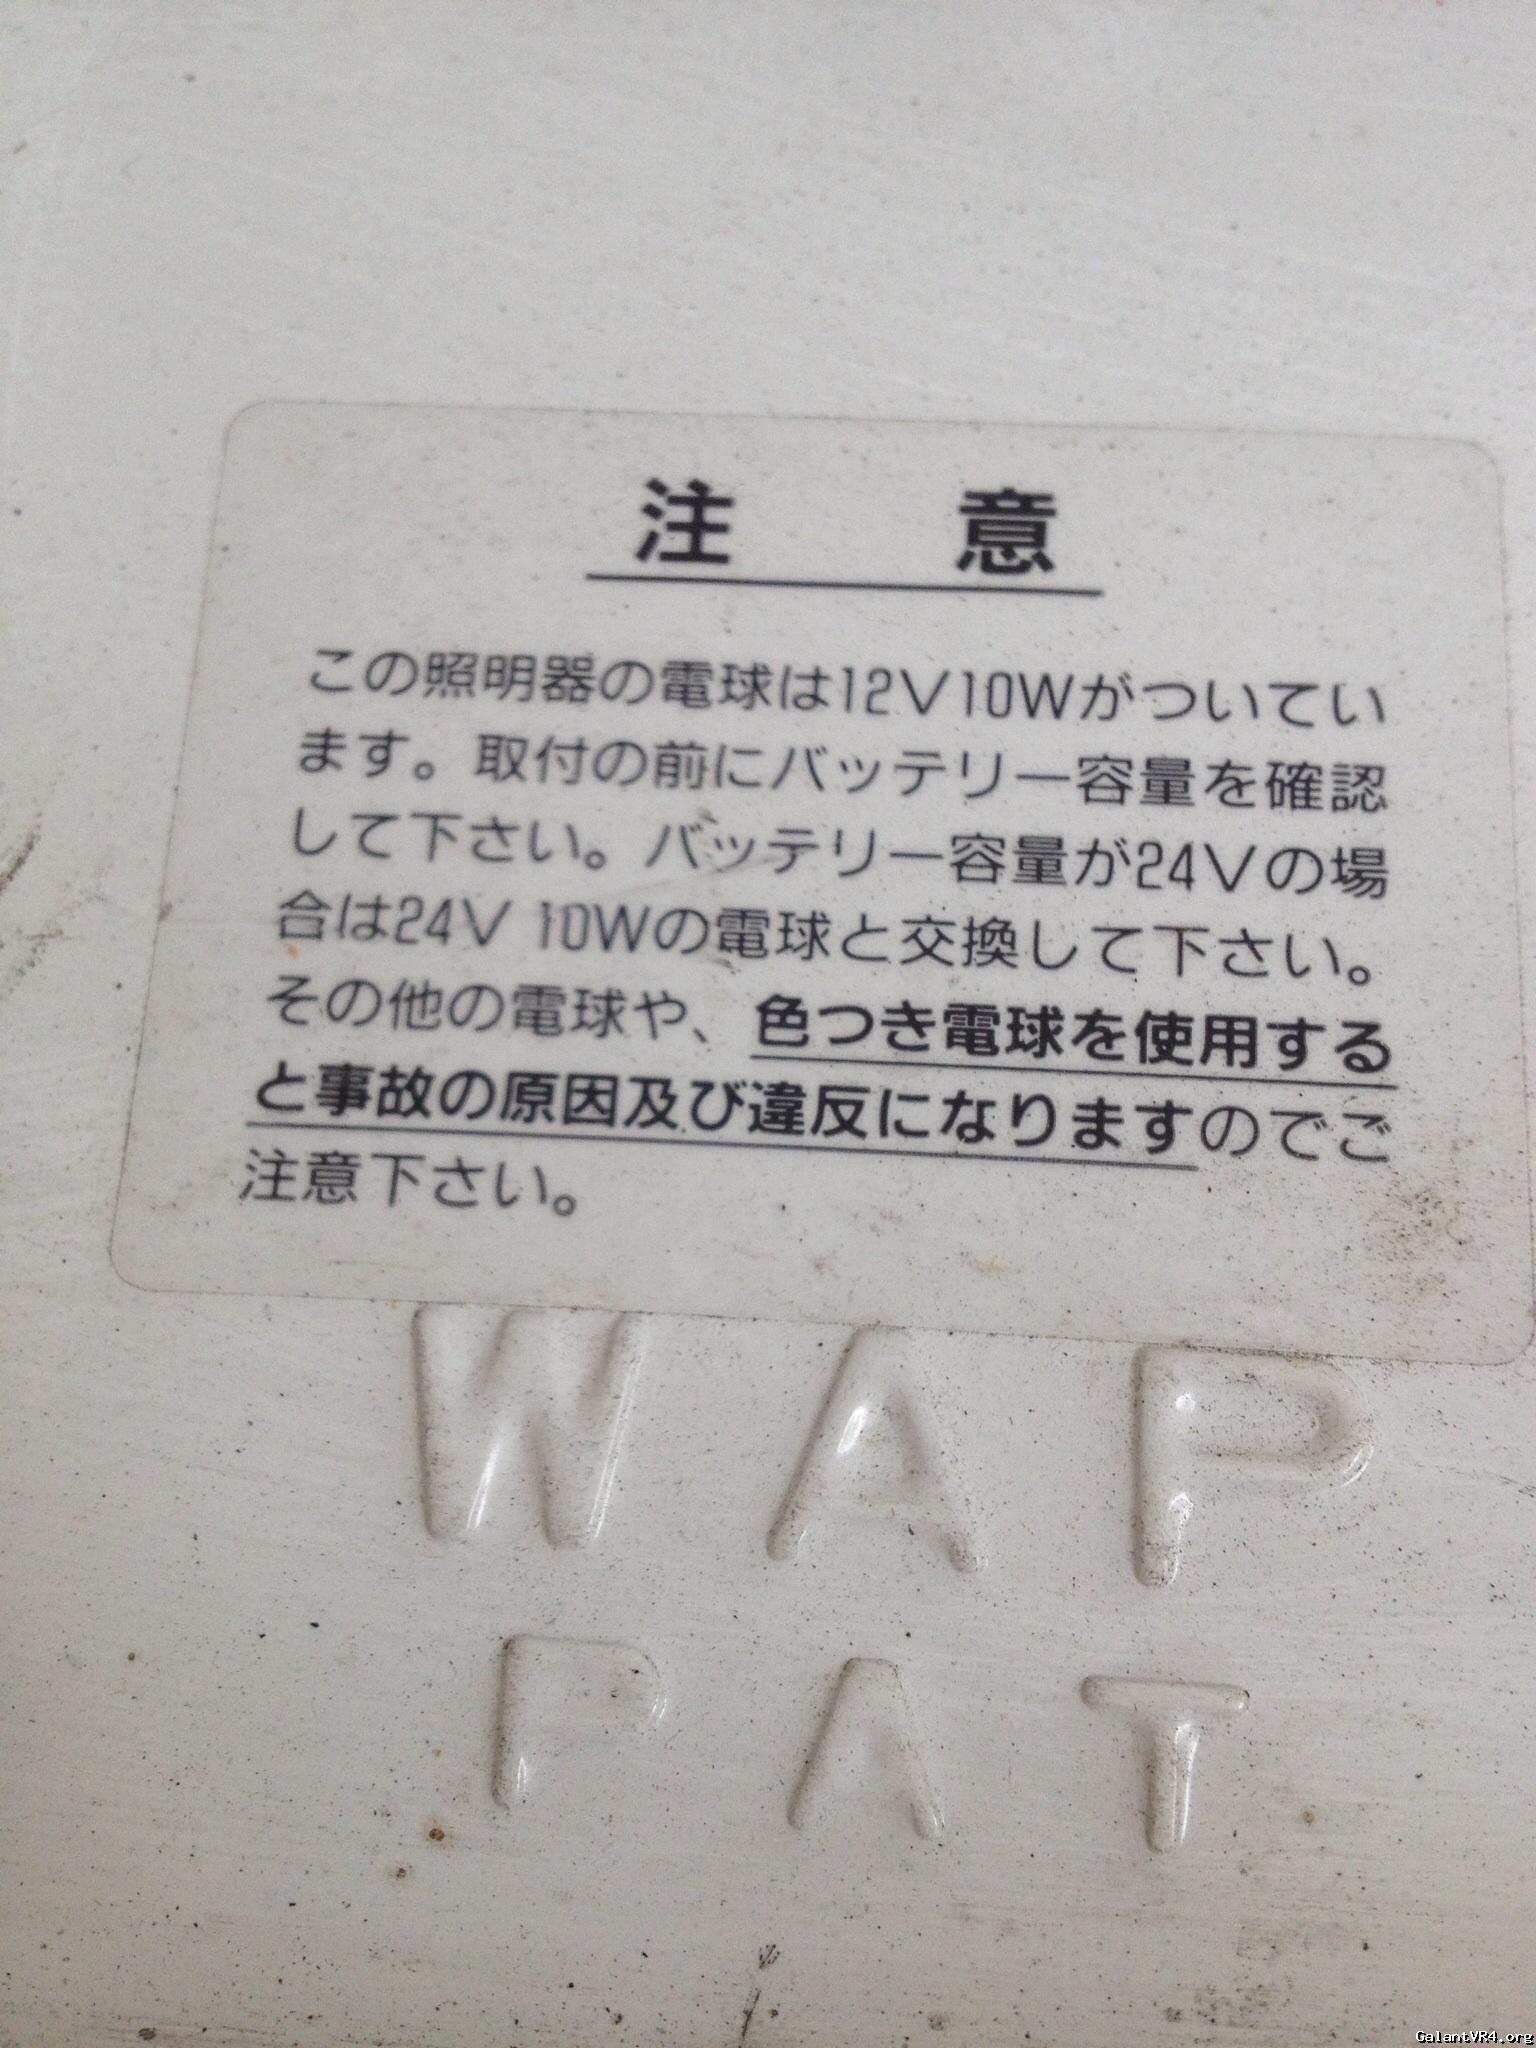 注意
この照明器の電球は12V10Wがついてい
ます。取付の前にバッテリー容量を確認
して下さい。バッテリー容量が24Vの場
合は24V 10Wの電球と交換して下さい。
その他の電球や、色つき電球を使用する
と事故の原因及び違反になりますのでご
注意下さい。
WAP
PAT
GalantVR4.org